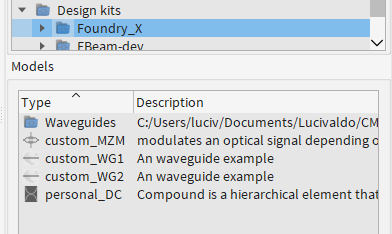 Design kits
Foundry_X
EBeam-dev
Models
Type Description
Waveguides C:/Users/luciv/Documents/Lucivaldo/CM
custom_MZM modulates an optical signal depending o
custom_WG1 An waveguide example
custom_WG2 An waveguide example
personal_DC Compound is a hierarchical element that